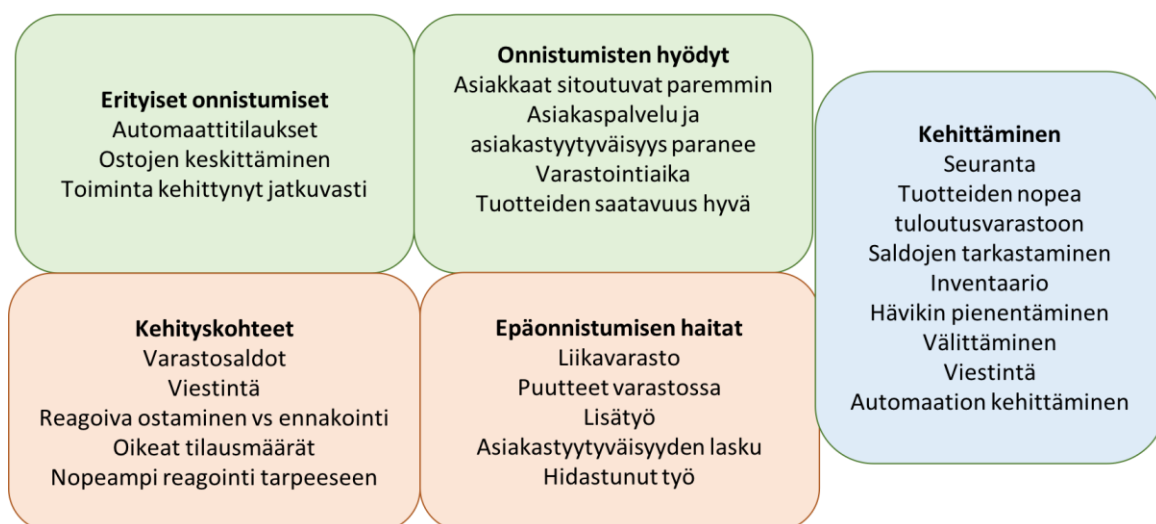 Erityiset onnistumiset
Automaattitilaukset
Ostojen keskittäminen
Toiminta kehittynyt jatkuvasti
Onnistumisten hyödyt
Asiakkaat sitoutuvat paremmin
Asiakaspalvelu ja
asiakastyytyväisyys paranee
Varastointiaika
Tuotteiden saatavuus hyvä
Kehityskohteet
Varastosaldot
Viestintä
Reagoiva ostaminen vs ennakointi
Oikeat tilausmäärät
Nopeampi reagointi tarpeeseen
Epäonnistumisen haitat
Liikavarasto
Puutteet varastossa
Lisätyö
Asiakastyytyväisyyden lasku
Hidastunut työ
Kehittäminen
Seuranta
Tuotteiden nopea
tuloutusvarastoon
Saldojen tarkastaminen
Inventaario
Hävikin pienentäminen
Välittäminen
Viestintä
Automaation kehittäminen